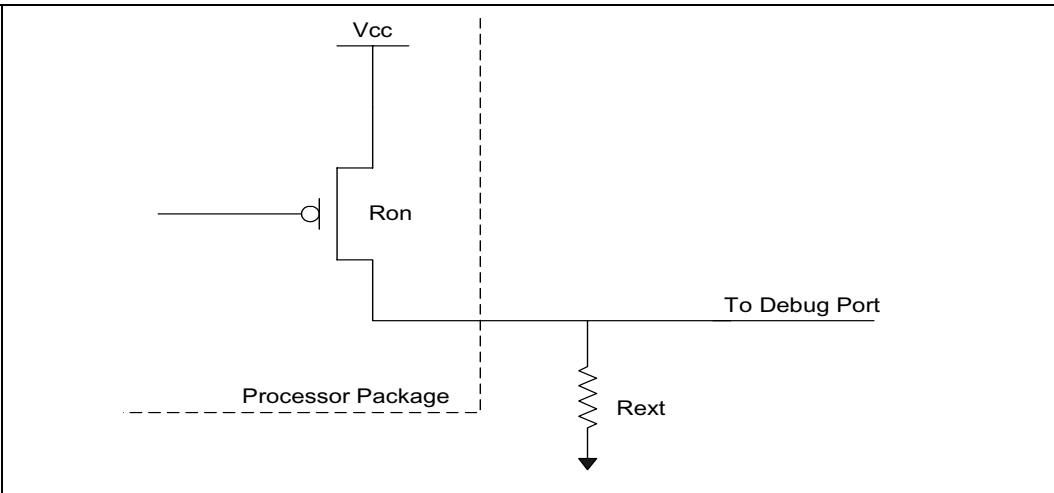 Vcc
Ron
To Debug Port
Processor Package
Rext